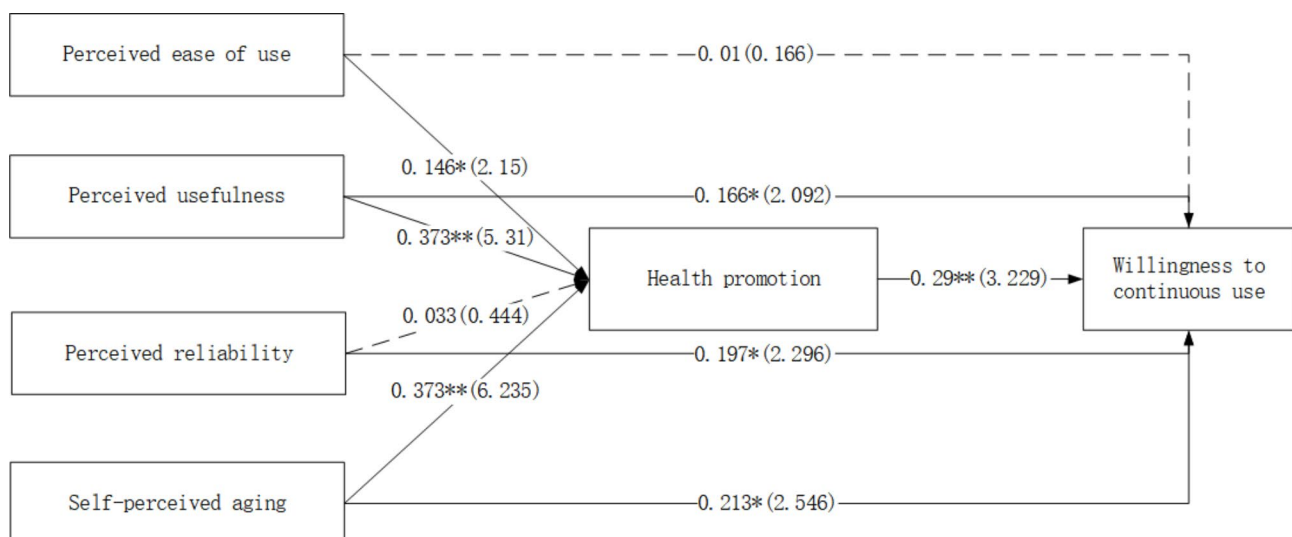 Perceived ease of use
0.01(0.166)
0.146*(2.15)
Perceived usefulness
0.166*(2.092)
0.373**(5.31)
Health promotion
0.29**(3.229)
Willingness to
continuous use
0.033(0.444)
Perceived reliability
0.197*(2.296)
0.373**(6.235)
Self-perceived aging
0.213*(2.546)